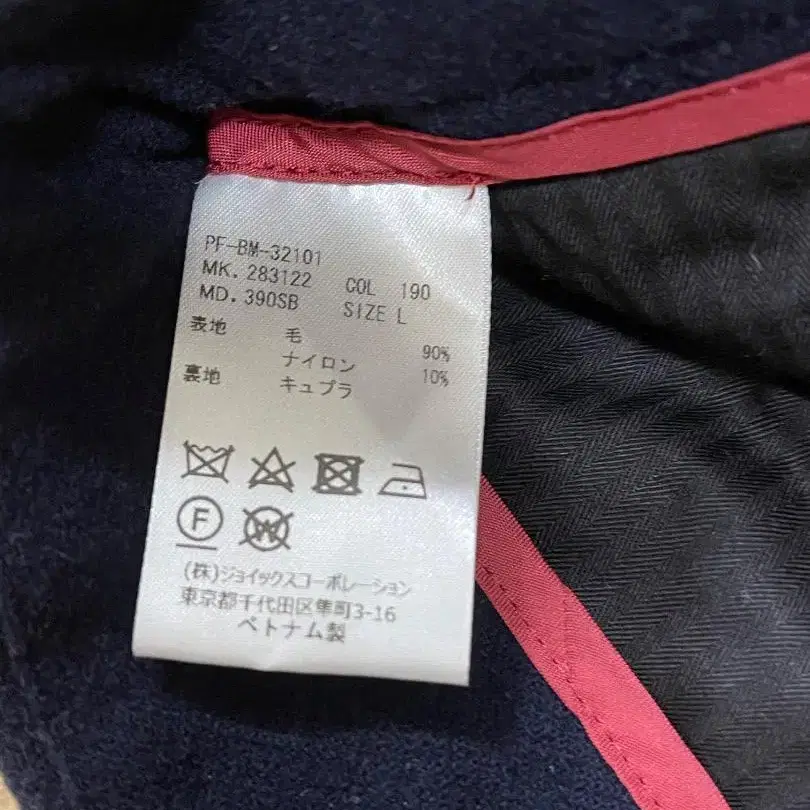 PF-BM-32101
MK. 283122 COL 190
MD. 390SB SIZE L
表地 毛 90%
ナイロン 10%
裏地 キュプラ
F
W
(株)ジョイックスコーポレーション
東京都千代田区隼町3-16
ベトナム製